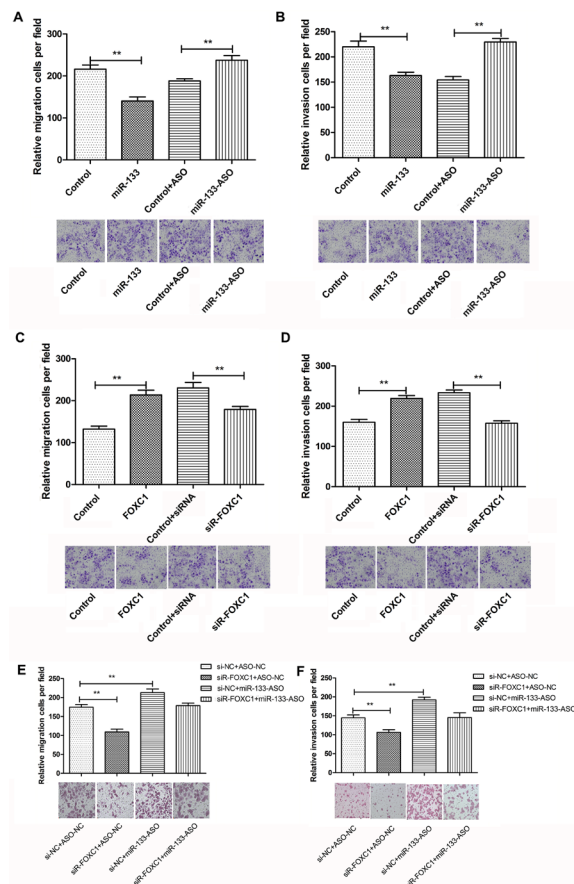 A
Relative migration cells per field
300
200
100
0
**
**
Control
miR-133
Control+ASO
miR-133-ASO
Control
miR-133
Control+ASO
miR-133-ASO
B
Relative invasion cells per field
250
200
150
100
50
0
**
**
Control
miR-133
Control+ASO
miR-133-ASO
Control
miR-133
Control+ASO
miR-133-ASO
C
Relative migration cells per field
300
200
100
0
**
**
Control
FOXC1
Control+siRNA
siR-FOXC1
Control
FOXC1
Control+siRNA
siR-FOXC1
D
Relative invasion cells per field
300
200
100
0
**
**
Control
FOXC1
Control+siRNA
siR-FOXC1
Control
FOXC1
Control+siRNA
siR-FOXC1
E
Relative migration cells per field
250
200
150
100
50
0
**
**
si-NC+ASO-NC
siR-FOXC1+ASO-NC
si-NC+miR-133-ASO
siR-FOXC1+miR-133-ASO
si-NC+ASO-NC
siR-FOXC1+ASO-NC
si-NC+miR-133-ASO
siR-FOXC1+miR-133-ASO
F
Relative invasion cells per field
250
200
150
100
50
0
**
**
si-NC+ASO-NC
siR-FOXC1+ASO-NC
si-NC+miR-133-ASO
siR-FOXC1+miR-133-ASO
si-NC+ASO-NC
siR-FOXC1+ASO-NC
si-NC+miR-133-ASO
siR-FOXC1+miR-133-ASO